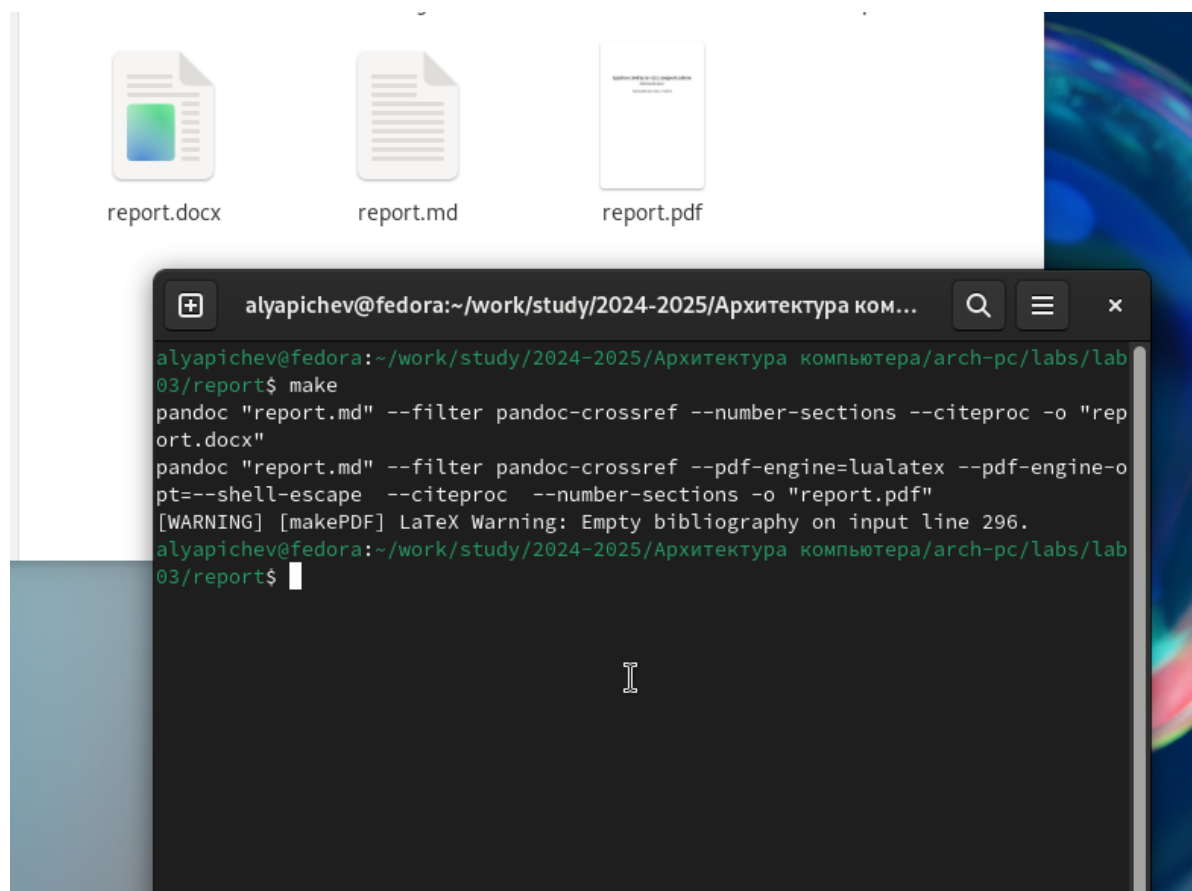 report.docx
report.md
report.pdf
alyapichev@fedora:~/work/study/2024-2025/Архитектура ком...
alyapichev@fedora:~/work/study/2024-2025/Архитектура компьютера/arch-pc/labs/lab
03/report$ make
pandoc "report.md" --filter pandoc-crossref --number-sections --citeproc -o "rep
ort.docx"
pandoc "report.md" --filter pandoc-crossref --pdf-engine=lualatex --pdf-engine-o
pt=--shell-escape  --citeproc  --number-sections -o "report.pdf"
[WARNING] [makePDF] LaTeX Warning: Empty bibliography on input line 296.
alyapichev@fedora:~/work/study/2024-2025/Архитектура компьютера/arch-pc/labs/lab
03/report$